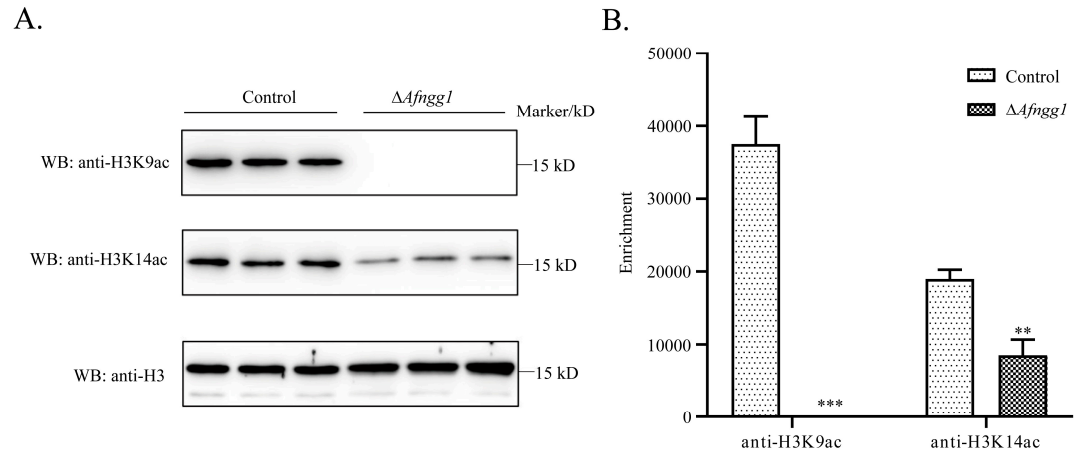 A.
Control ΔAfngg1 Marker/kD
WB: anti-H3K9ac 15 kD
WB: anti-H3K14ac 15 kD
WB: anti-H3 15 kD
B.
50000
40000
30000
20000
10000
0
Enrichment
Control
ΔAfngg1
***
**
anti-H3K9ac anti-H3K14ac